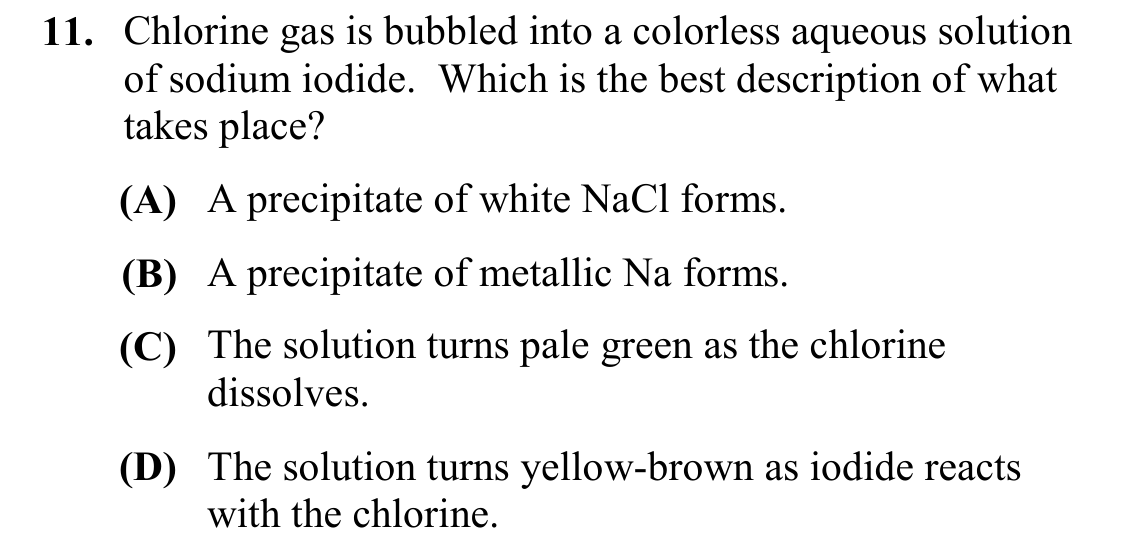 11. Chlorine gas is bubbled into a colorless aqueous solution
of sodium iodide. Which is the best description of what
takes place?
(A) A precipitate of white NaCl forms.
(B) A precipitate of metallic Na forms.
(C) The solution turns pale green as the chlorine
dissolves.
(D) The solution turns yellow-brown as iodide reacts
with the chlorine.